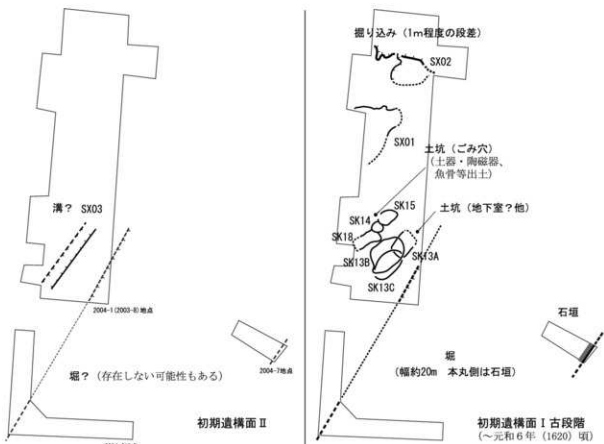 溝? SX03
2004-1(2003-8)地点
堀?(存在しない可能性もある)
2004-7地点
初期遺構面Ⅱ
掘り込み(1m程度の段差)
SX02
SX01
土坑(ごみ穴)
(土器・陶磁器、
魚骨等出土)
SK15
SK14
土坑(地下室?他)
SK18
SK13B
SK13A
SK13C
石垣
堀
(幅約20m 本丸側は石垣)
初期遺構面Ⅰ古段階
(~元和6年(1620)頃)